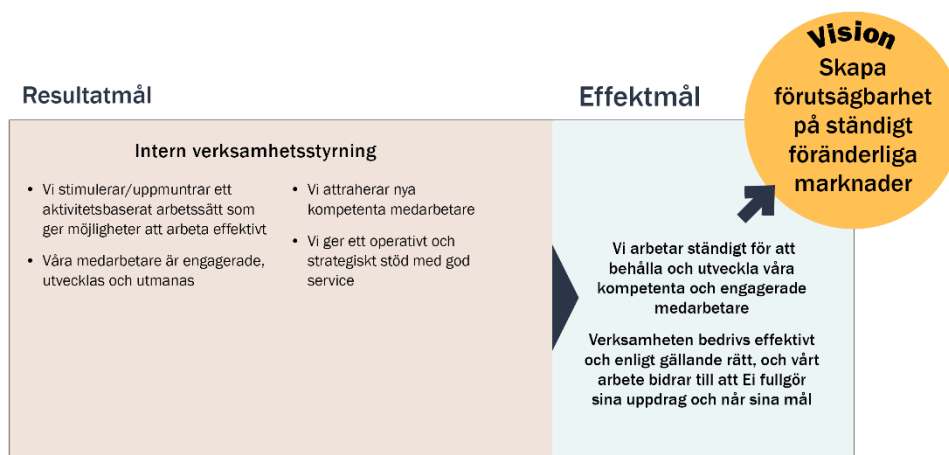 Vision
Skapa
förutsägbarhet
på ständigt
föränderliga
marknader
Resultatmål
Effektmål
Intern verksamhetsstyrning
• Vi stimulerar/uppmuntrar ett
aktivitetsbaserat arbetssätt som
ger möjligheter att arbeta effektivt
• Våra medarbetare är engagerade,
utvecklas och utmanas
• Vi attraherar nya
kompetenta medarbetare
• Vi ger ett operativt och
strategiskt stöd med god
service
Vi arbetar ständigt för att
behålla och utveckla våra
kompetenta och engagerade
medarbetare
Verksamheten bedrivs effektivt
och enligt gällande rätt, och vårt
arbete bidrar till att Ei fullgör
sina uppdrag och når sina mål